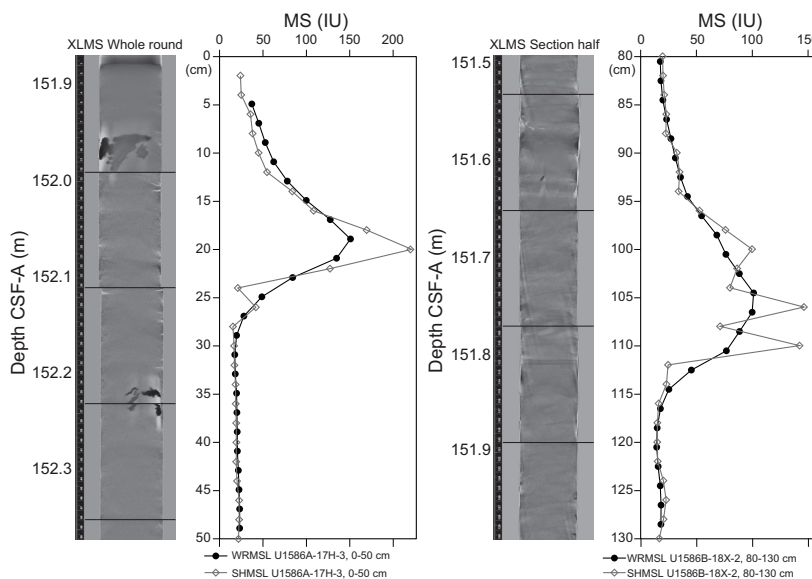 MS (IU)
XLMS Whole round
0 50 100 150 200
Depth CSF-A (m)
151.9
152.0
152.1
152.2
152.3
0
(cm)
5
10
15
20
25
30
35
40
45
50
WRMSL U1586A-17H-3, 0-50 cm
SHMSL U1586A-17H-3, 0-50 cm
MS (IU)
XLMS Section half
0 50 100 15
Depth CSF-A (m)
151.5
151.6
151.7
151.8
151.9
80
(cm)
85
90
95
100
105
110
115
120
125
130
WRMSL U1586B-18X-2, 80-130 cm
SHMSL U1586B-18X-2, 80-130 cm